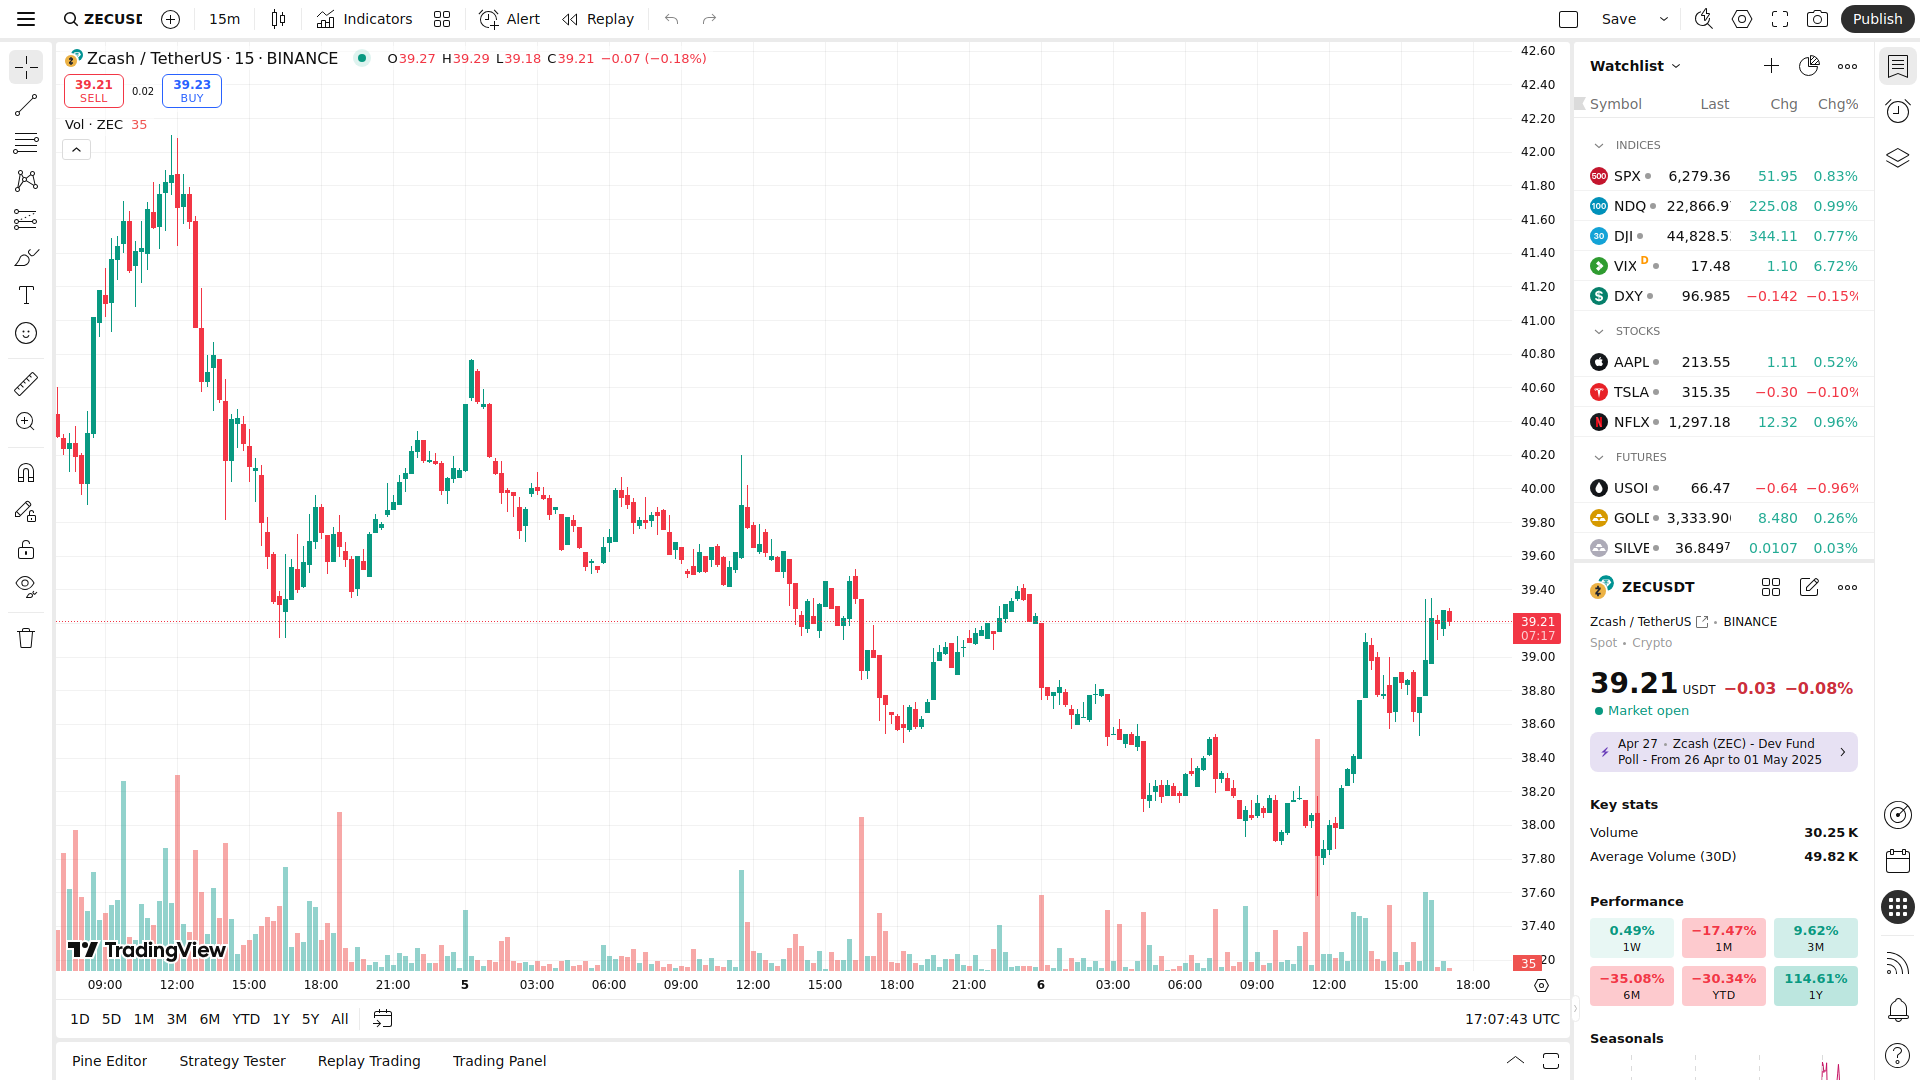 ZECUSD
15m
Indicators
Alert
Replay
Save
Publish
Zcash / TetherUS · 15 · BINANCE
O39.27 H39.29 L39.18 C39.21 −0.07 (−0.18%)
39.21
SELL
0.02
39.23
BUY
Vol · ZEC 35
42.60
42.40
42.20
42.00
41.80
41.60
41.40
41.20
41.00
40.80
40.60
40.40
40.20
40.00
39.80
39.60
39.40
39.21
07:17
39.00
38.80
38.60
38.40
38.20
38.00
37.80
37.60
37.40
35
20
TradingView
09:00 12:00 15:00 18:00 21:00 5 03:00 06:00 09:00 12:00 15:00 18:00 21:00 6 03:00 06:00 09:00 12:00 15:00 18:00
1D 5D 1M 3M 6M YTD 1Y 5Y All
17:07:43 UTC
Pine Editor
Strategy Tester
Replay Trading
Trading Panel
Watchlist
Symbol Last Chg Chg%
INDICES
500 SPX 6,279.36 51.95 0.83%
100 NDQ 22,866.9 225.08 0.99%
30 DJI 44,828.5 344.11 0.77%
VIX D 17.48 1.10 6.72%
DXY 96.985 −0.142 −0.15%
STOCKS
AAPL 213.55 1.11 0.52%
TSLA 315.35 −0.30 −0.10%
NFLX 1,297.18 12.32 0.96%
FUTURES
USOI 66.47 −0.64 −0.96%
GOLD 3,333.90 8.480 0.26%
SILVE 36.8497 0.0107 0.03%
ZECUSDT
Zcash / TetherUS • BINANCE
Spot • Crypto
39.21 USDT −0.03 −0.08%
Market open
Apr 27 • Zcash (ZEC) - Dev Fund
Poll - From 26 Apr to 01 May 2025
Key stats
Volume 30.25 K
Average Volume (30D) 49.82 K
Performance
0.49% −17.47% 9.62%
1W 1M 3M
−35.08% −30.34% 114.61%
6M YTD 1Y
Seasonals